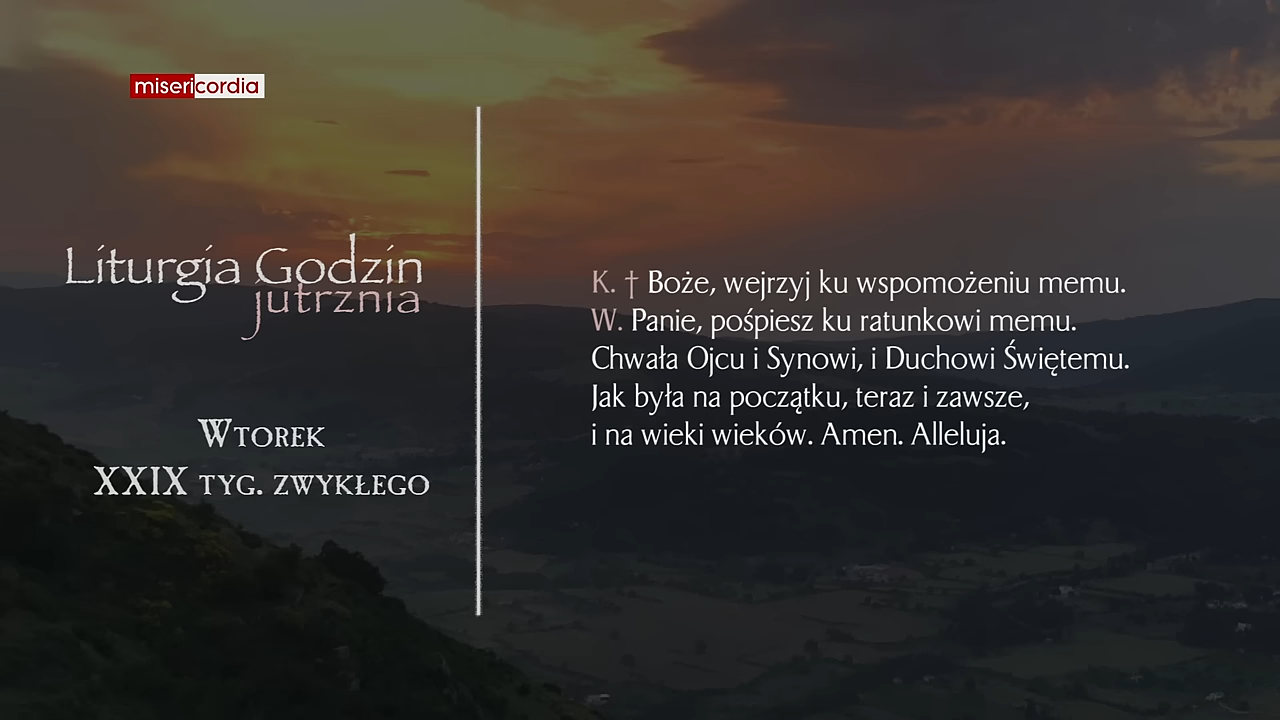 misericordia
Liturgia Godzin
jutrznia
Wtorek
XXIX tyg. zwykłego
K. † Boże, wejrzyj ku wspomożeniu memu.
W. Panie, pośpiesz ku ratunkowi memu.
Chwała Ojcu i Synowi, i Duchowi Świętemu.
Jak była na początku, teraz i zawsze,
i na wieki wieków. Amen. Alleluja.